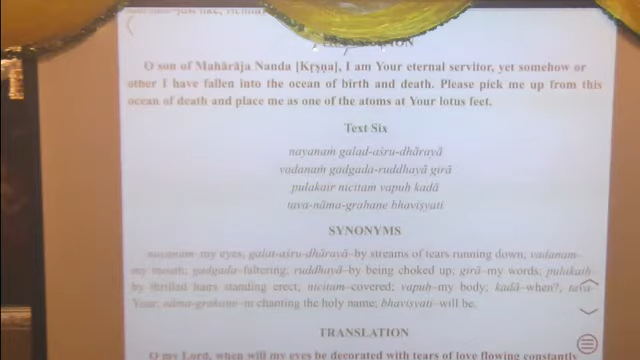 O son of Mahārāja Nanda [Kṛṣṇa], I am Your eternal servitor, yet somehow or
other I have fallen into the ocean of birth and death. Please pick me up from this
ocean of death and place me as one of the atoms at Your lotus feet.
Text Six
nayanaṁ galad-aśru-dhārayā
vadanaṁ gadgada-ruddhayā girā
pulakair nicitaṁ vapuḥ kadā
tava-nāma-grahaṇe bhaviṣyati
SYNONYMS
nayanam–my eyes; galat-aśru-dhārayā–by streams of tears running down; vadanam–
my mouth; gadgada–faltering; ruddhayā–by being choked up; girā–my words; pulakaiḥ–
by thrilled hairs standing erect; nicitam–covered; vapuḥ–my body; kadā–when?; tava–
Your; nāma-grahaṇe–in chanting the holy name; bhaviṣyati–will be.
TRANSLATION
O my Lord, when will my eyes be decorated with tears of love flowing constantly